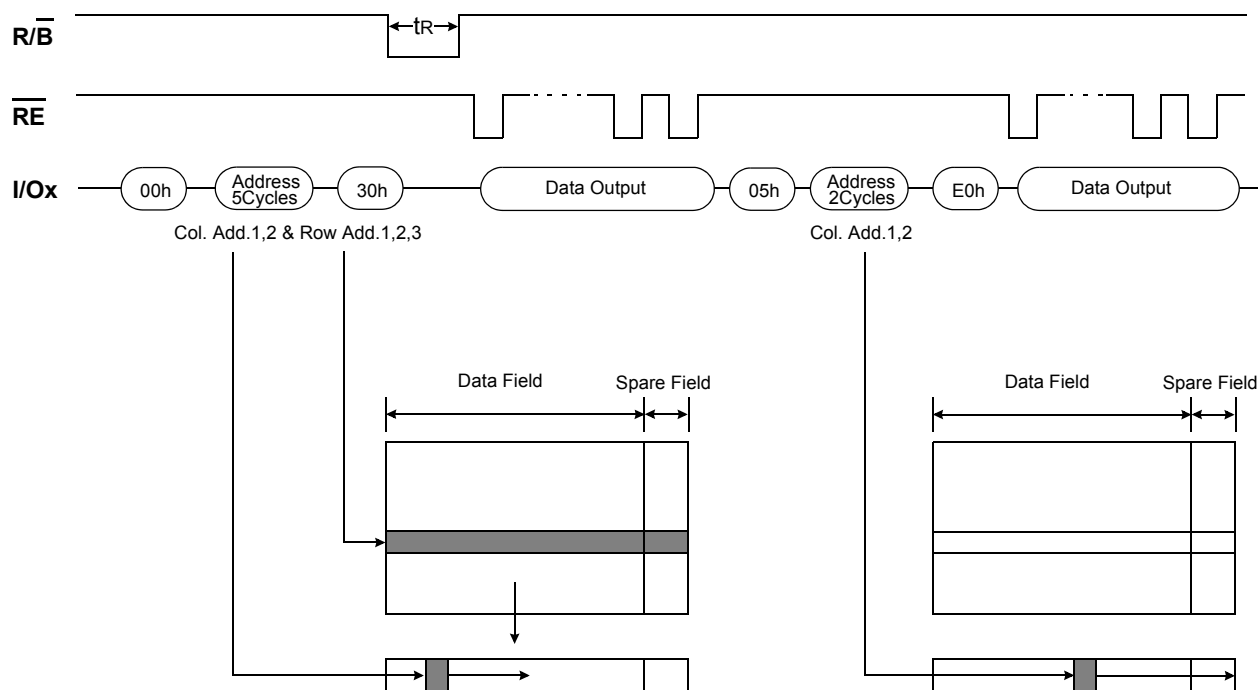 R/B
tR
RE
I/Ox
00h
Address
5Cycles
30h
Data Output
05h
Address
2Cycles
E0h
Data Output
Col. Add.1,2 & Row Add.1,2,3
Col. Add.1,2
Data Field
Spare Field
Data Field
Spare Field